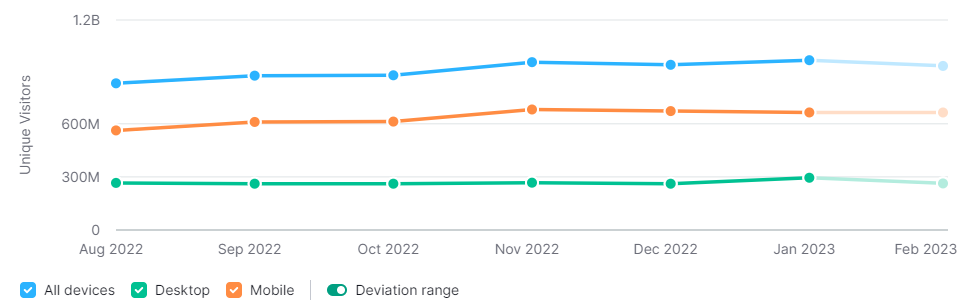 1.2B
Unique Visitors
600M
300M
0
Aug 2022 Sep 2022 Oct 2022 Nov 2022 Dec 2022 Jan 2023 Feb 2023
All devices Desktop Mobile Deviation range